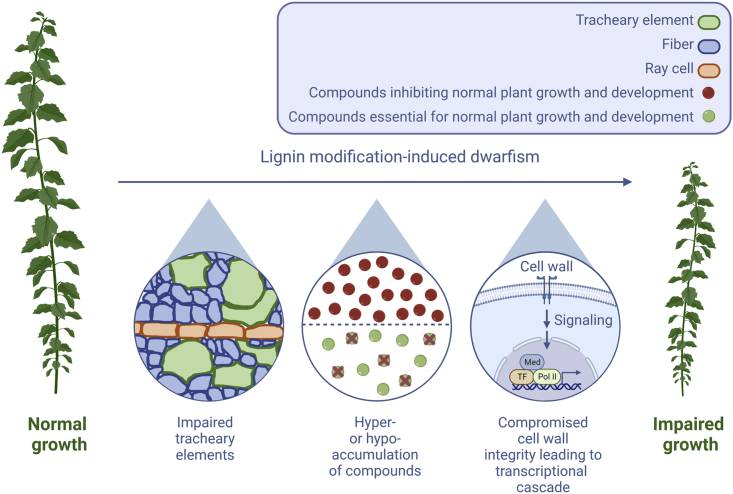 Tracheary element
Fiber
Ray cell
Compounds inhibiting normal plant growth and development
Compounds essential for normal plant growth and development
Lignin modification-induced dwarfism
Cell wall
Signaling
Med
TF
Pol II
Normal
growth
Impaired
tracheary
elements
Hyper-
or hypo-
accumulation
of compounds
Compromised
cell wall
integrity leading to
transcriptional
cascade
Impaired
growth